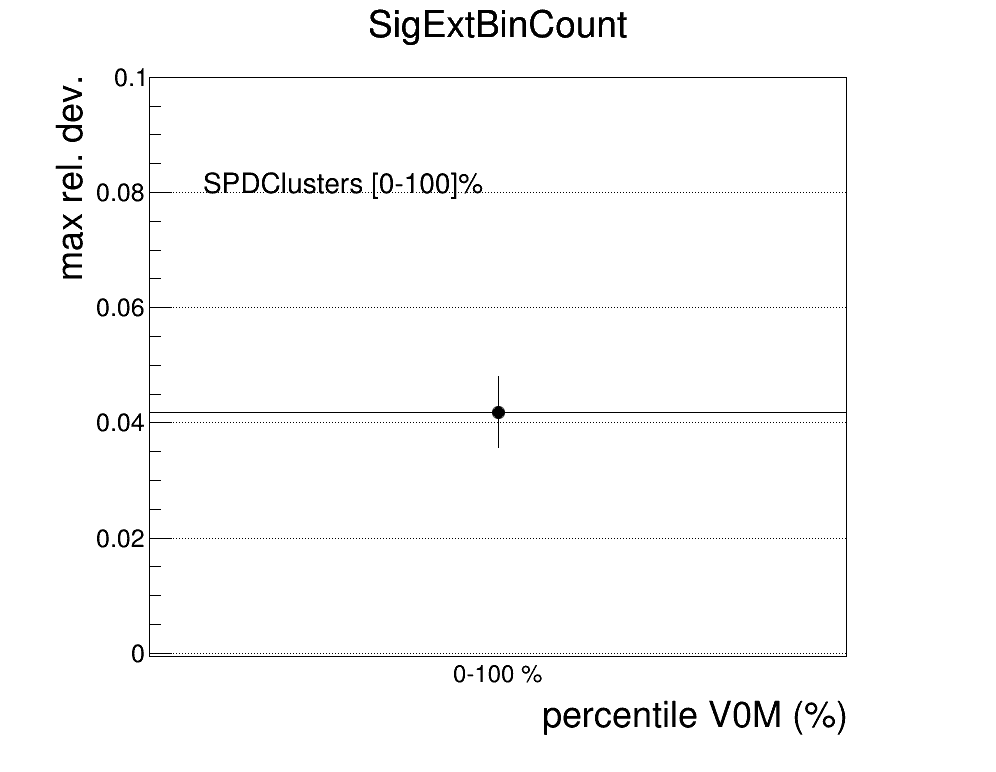 SigExtBinCount
max rel. dev.
0.1
SPDClusters [0-100]%
0.08
0.06
0.04
0.02
0
0-100 %
percentile V0M (%)